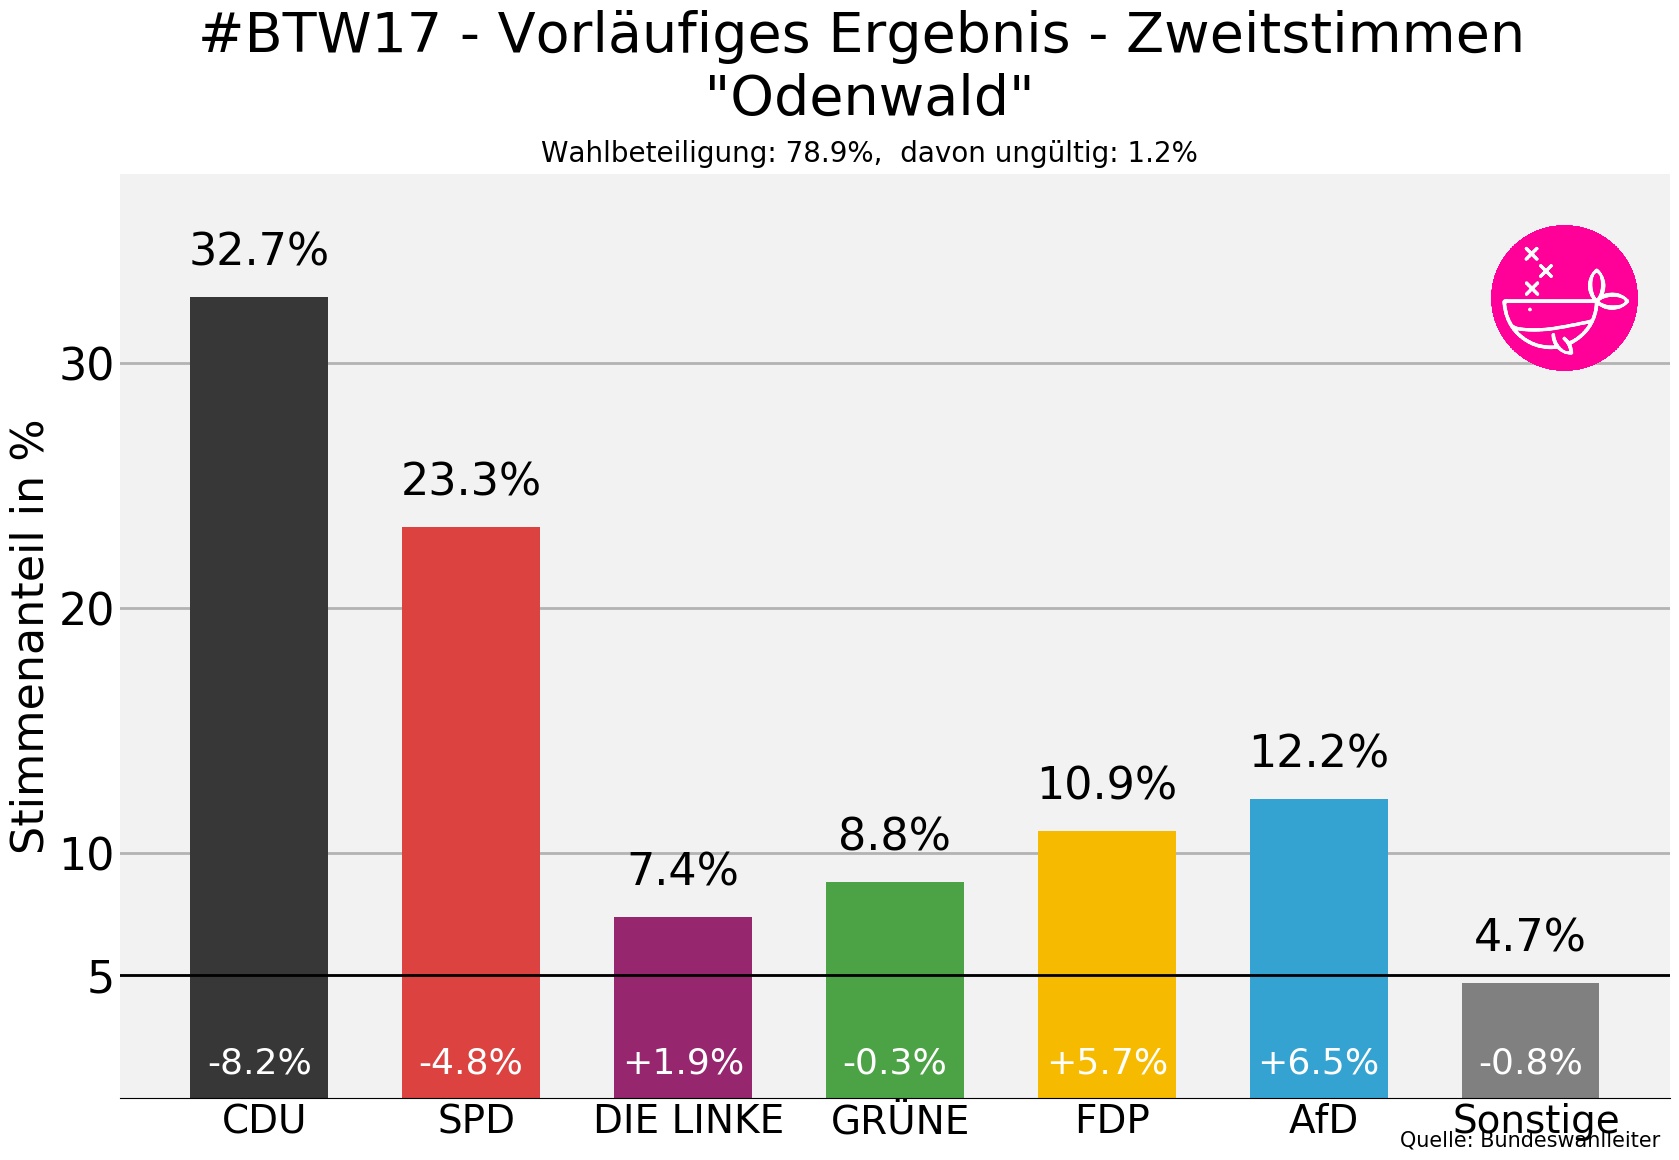 #BTW17 - Vorläufiges Ergebnis - Zweitstimmen
"Odenwald"
Wahlbeteiligung: 78.9%,  davon ungültig: 1.2%
Stimmenanteil in %
30
20
10
5
32.7%
23.3%
7.4%
8.8%
10.9%
12.2%
4.7%
-8.2%
-4.8%
+1.9%
-0.3%
+5.7%
+6.5%
-0.8%
CDU
SPD
DIE LINKE
GRÜNE
FDP
AfD
Sonstige
Quelle: Bundeswahlleiter